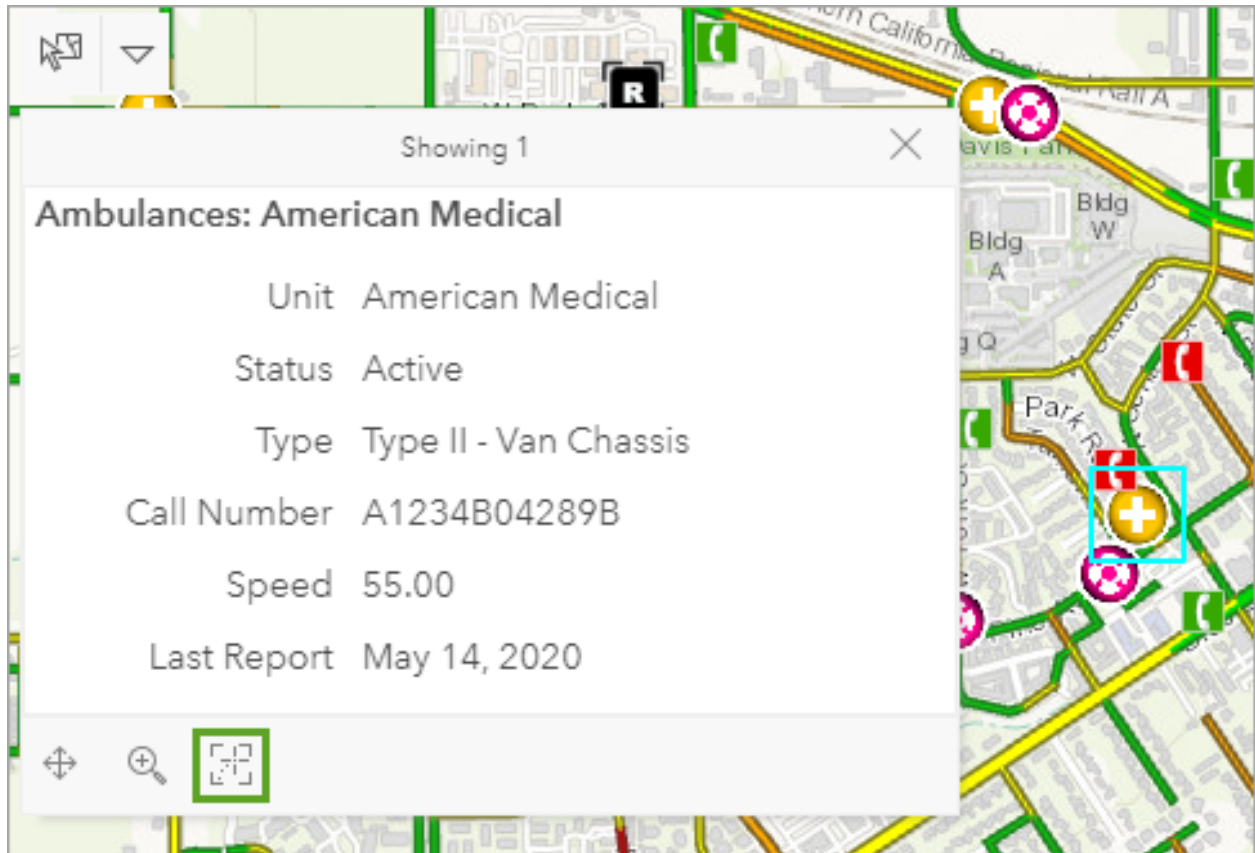 Showing 1
Ambulances: American Medical
Unit American Medical
Status Active
Type Type II - Van Chassis
Call Number A1234B04289B
Speed 55.00
Last Report May 14, 2020
R
Bldg
W
Bldg
A
Q